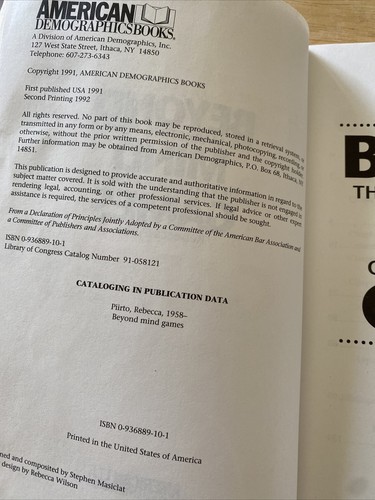 AMERICAN
DEMOGRAPHICSBOOKS.
A Division of American Demographics, Inc.
127 West State Street, Ithaca, NY 14850
Telephone: 607-273-6343
Copyright 1991, AMERICAN DEMOGRAPHICS BOOKS
First published USA 1991
Second Printing 1992
All rights reserved. No part of this book may be reproduced, stored in a retrieval system, or
transmitted in any form or by any means, electronic, mechanical, photocopying, recording or
otherwise, without the prior written permission of the publisher and the copyright holder.
Further information may be obtained from American Demographics, P.O. Box 68, Ithaca, NY
14851.
This publication is designed to provide accurate and authoritative information in regard to the
subject matter covered. It is sold with the understanding that the publisher is not engaged in
rendering legal, accounting, or other professional services. If legal advice or other expert
assistance is required, the services of a competent professional should be sought.
From a Declaration of Principles Jointly Adopted by a Committee of the American Bar Association and
a Committee of Publishers and Associations.
ISBN 0-936889-10-1
Library of Congress Catalog Number 91-058121
CATALOGING IN PUBLICATION DATA
Piirto, Rebecca, 1958–
Beyond mind games
ISBN 0-936889-10-1
Printed in the United States of America
ned and composed by Stephen Masiclat
design by Rebecca Wilson
B
TH